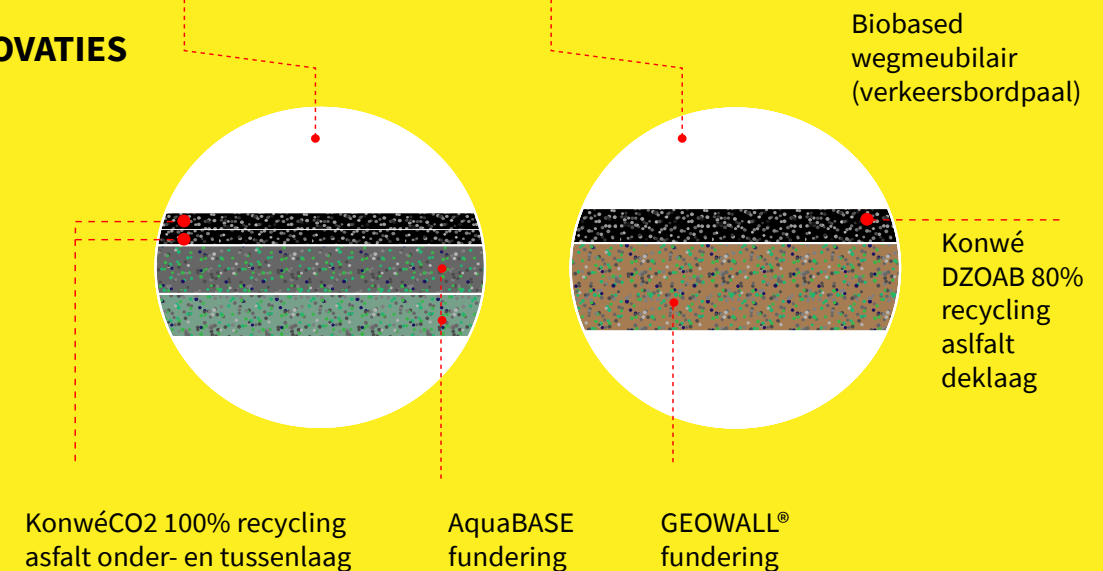 OVATIES
Biobased
wegmeubilair
(verkeersbordpaal)
Konwé
DZOAB 80%
recycling
aslfalt
deklaag
KonwéCO2 100% recycling
asfalt onder- en tussenlaag
AquaBASE
fundering
GEOWALL®
fundering